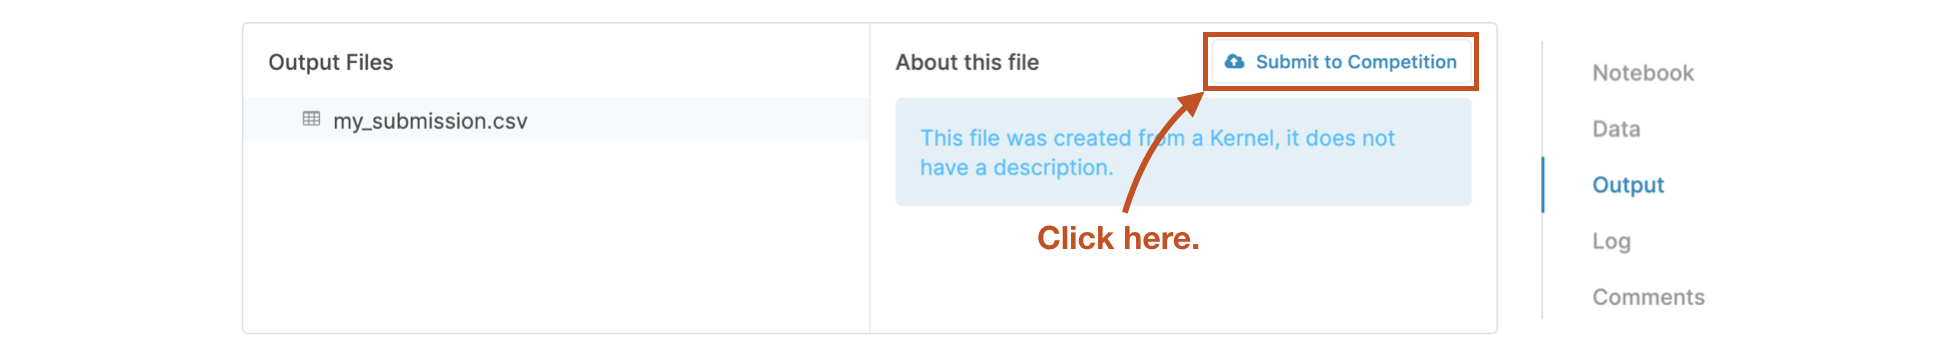 Output Files
my_submission.csv
About this file
Submit to Competition
This file was created from a Kernel, it does not
have a description.
Click here.
Notebook
Data
Output
Log
Comments